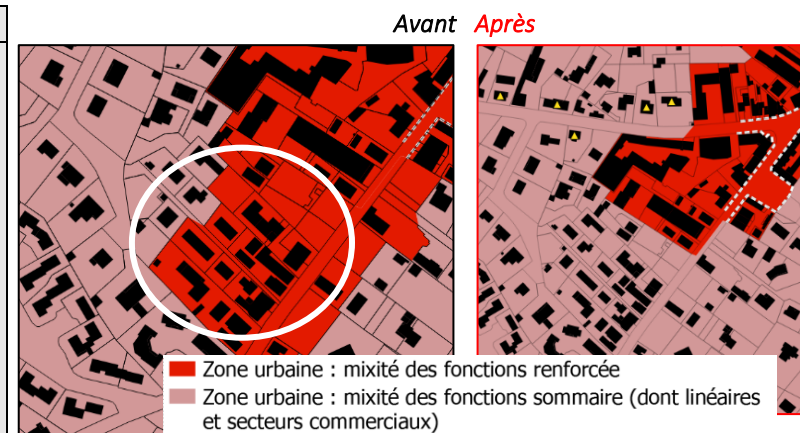 Avant Après
Zone urbaine : mixité des fonctions renforcée
Zone urbaine : mixité des fonctions sommaire (dont linéaires
et secteurs commerciaux)